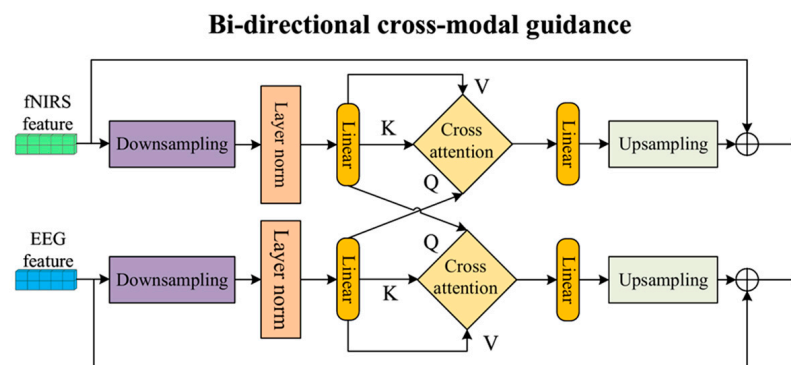 Bi-directional cross-modal guidance
fNIRS
feature
Downsampling
Layer norm
Linear
V
K
Cross
attention
Q
Linear
Upsampling
EEG
feature
Downsampling
Layer norm
Linear
Q
K
Cross
attention
V
Linear
Upsampling